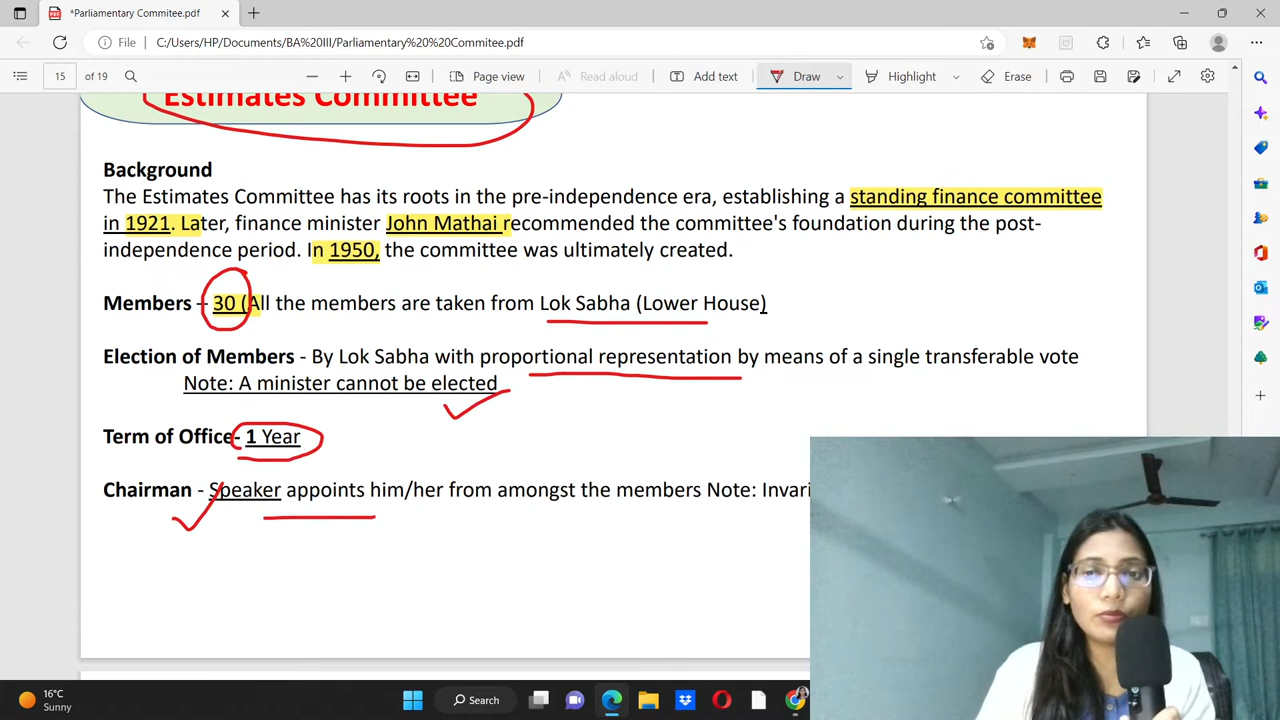 *Parliamentary Commitee.pdf
File C:/Users/HP/Documents/BA%20III/Parliamentary%20%20Commitee.pdf
15 of 19 Page view Read aloud Add text Draw Highlight Erase
Estimates Committee
Background
The Estimates Committee has its roots in the pre-independence era, establishing a standing finance committee
in 1921. Later, finance minister John Mathai recommended the committee's foundation during the post-
independence period. In 1950, the committee was ultimately created.
Members – 30 (All the members are taken from Lok Sabha (Lower House)
Election of Members - By Lok Sabha with proportional representation by means of a single transferable vote
Note: A minister cannot be elected
Term of Office- 1 Year
Chairman - Speaker appoints him/her from amongst the members Note: Invari
16°C
Sunny
Search